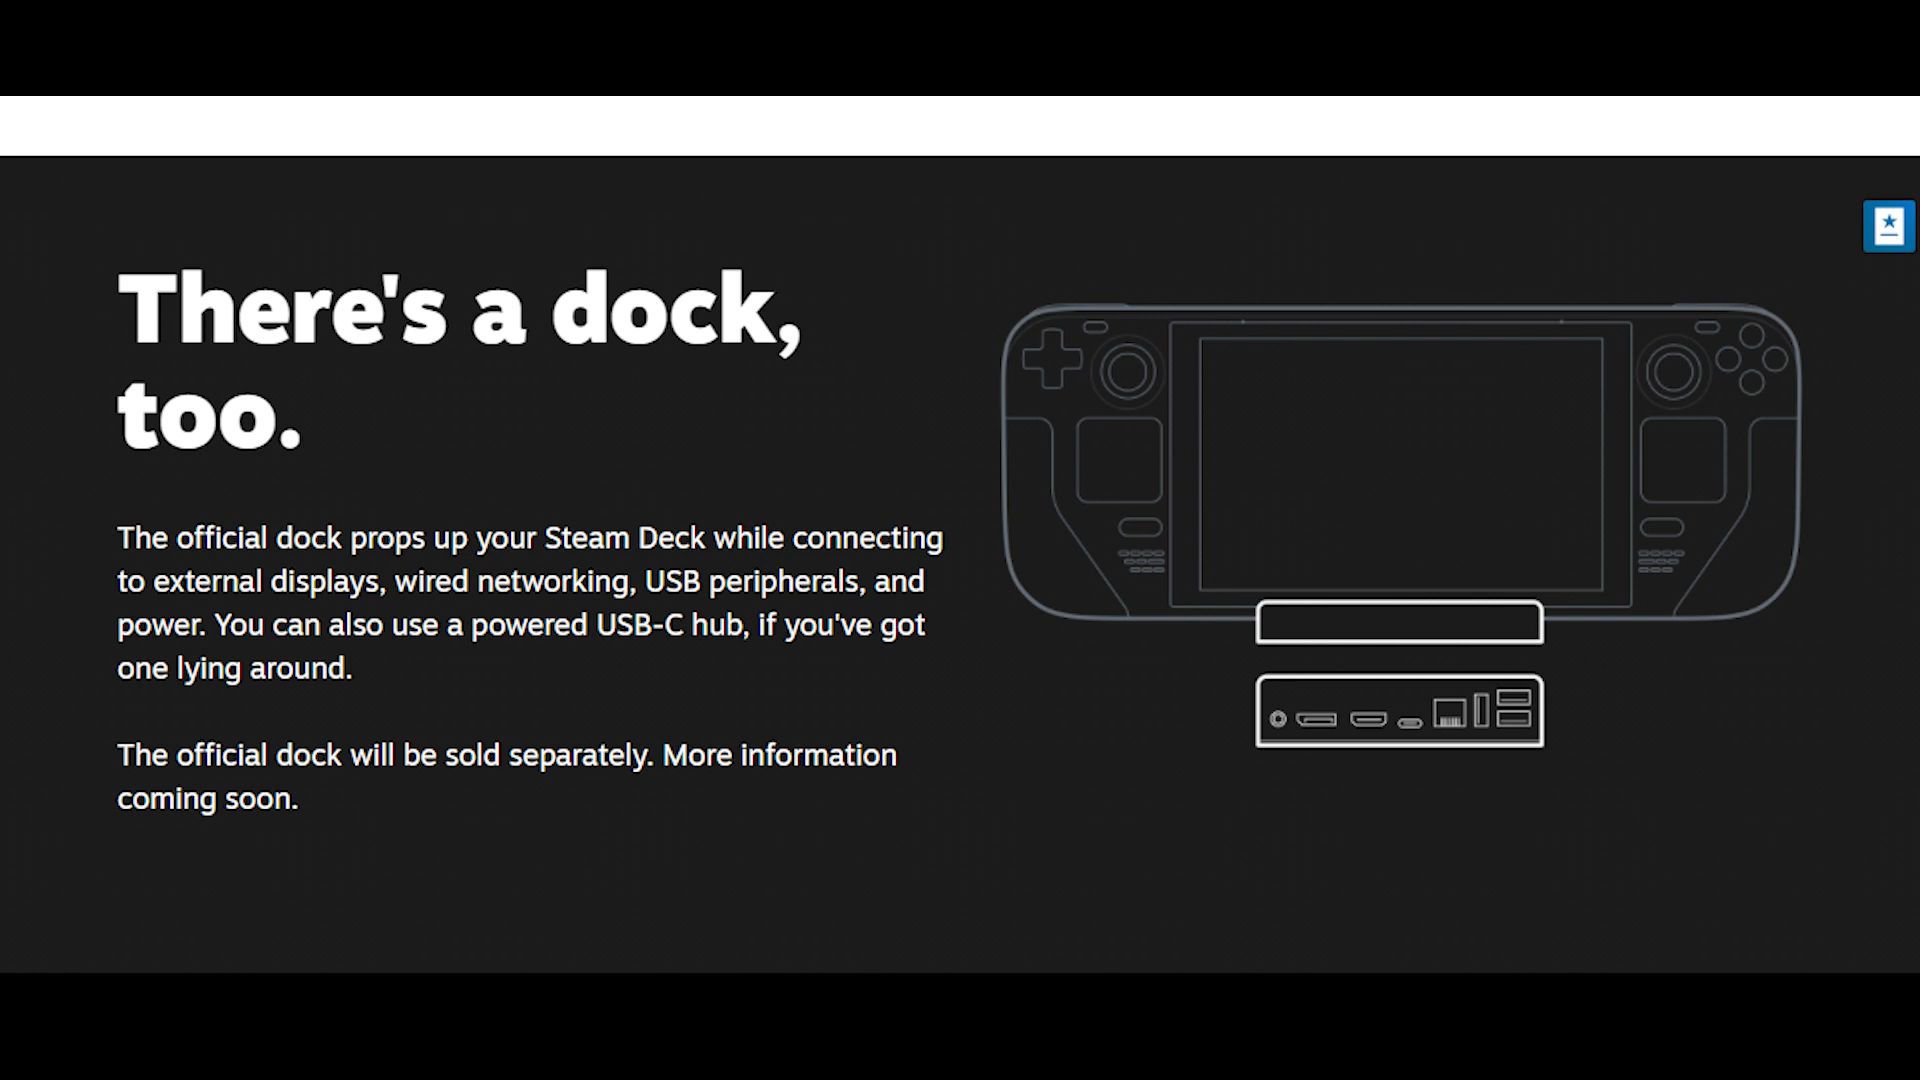 There's a dock,
too.
The official dock props up your Steam Deck while connecting
to external displays, wired networking, USB peripherals, and
power. You can also use a powered USB-C hub, if you've got
one lying around.
The official dock will be sold separately. More information
coming soon.